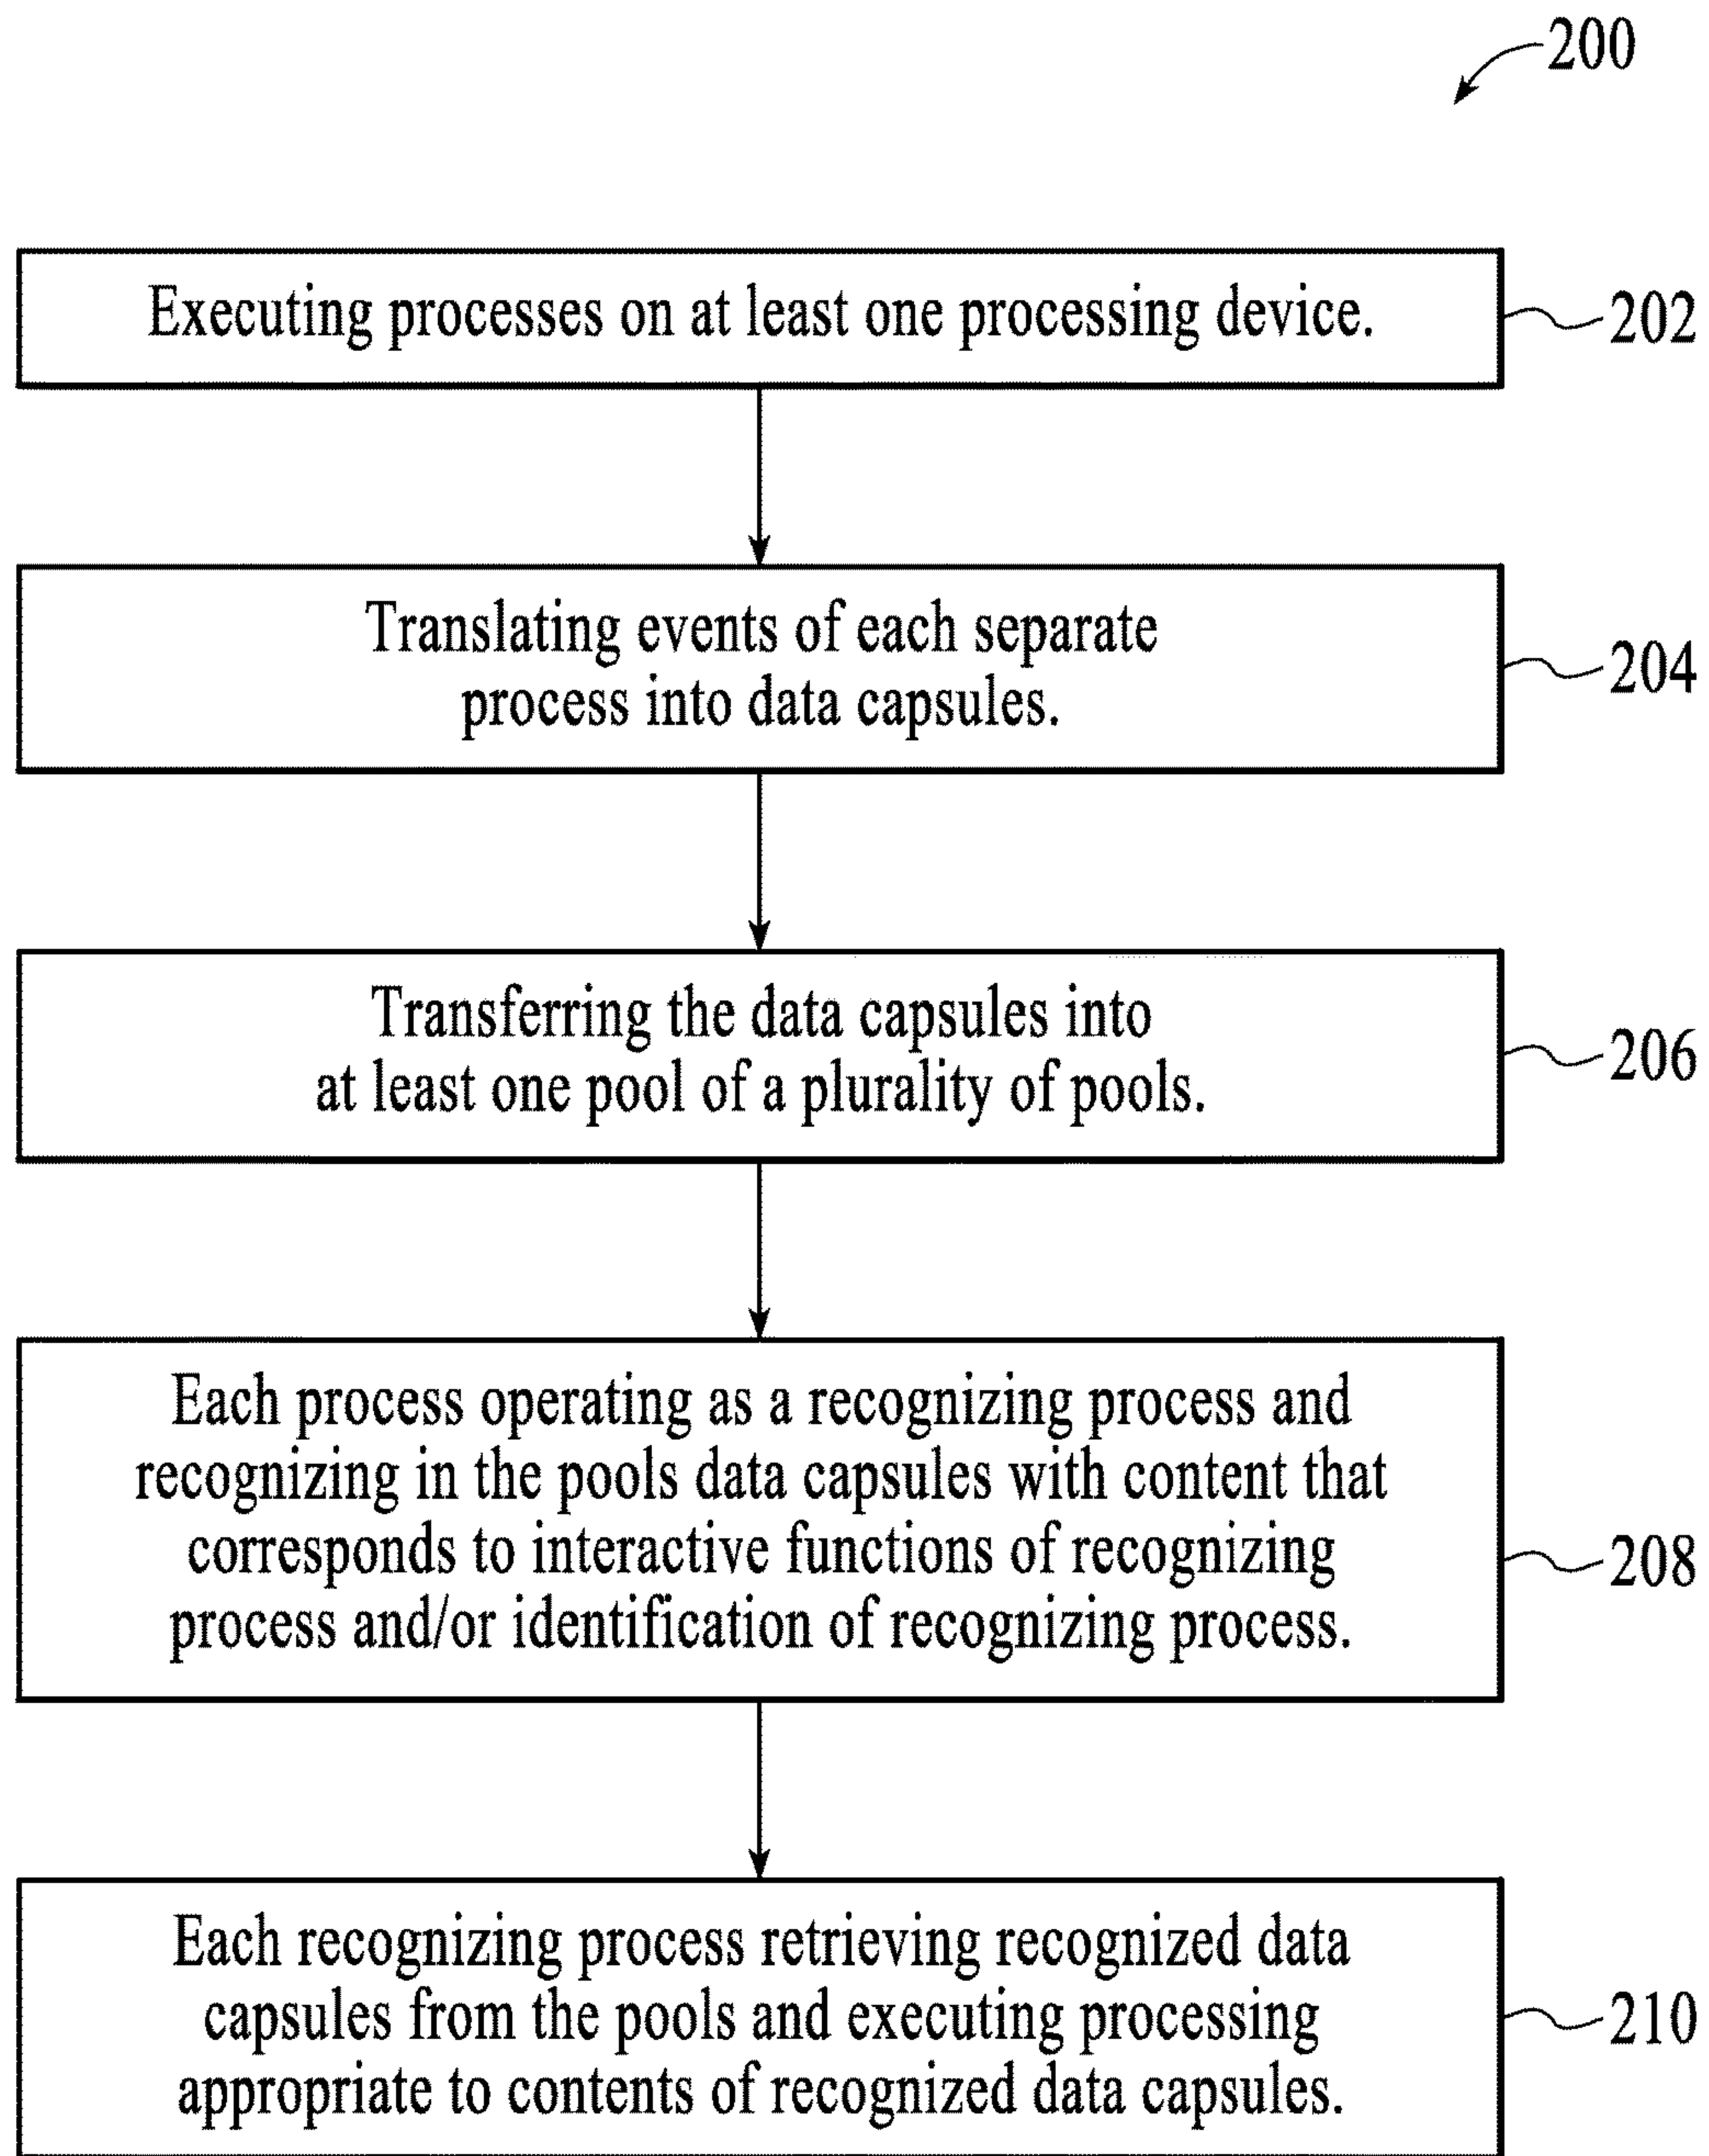 200
Executing processes on at least one processing device.
202
Translating events of each separate
process into data capsules.
204
Transferring the data capsules into
at least one pool of a plurality of pools.
206
Each process operating as a recognizing process and
recognizing in the pools data capsules with content that
corresponds to interactive functions of recognizing
process and/or identification of recognizing process.
208
Each recognizing process retrieving recognized data
capsules from the pools and executing processing
appropriate to contents of recognized data capsules.
210